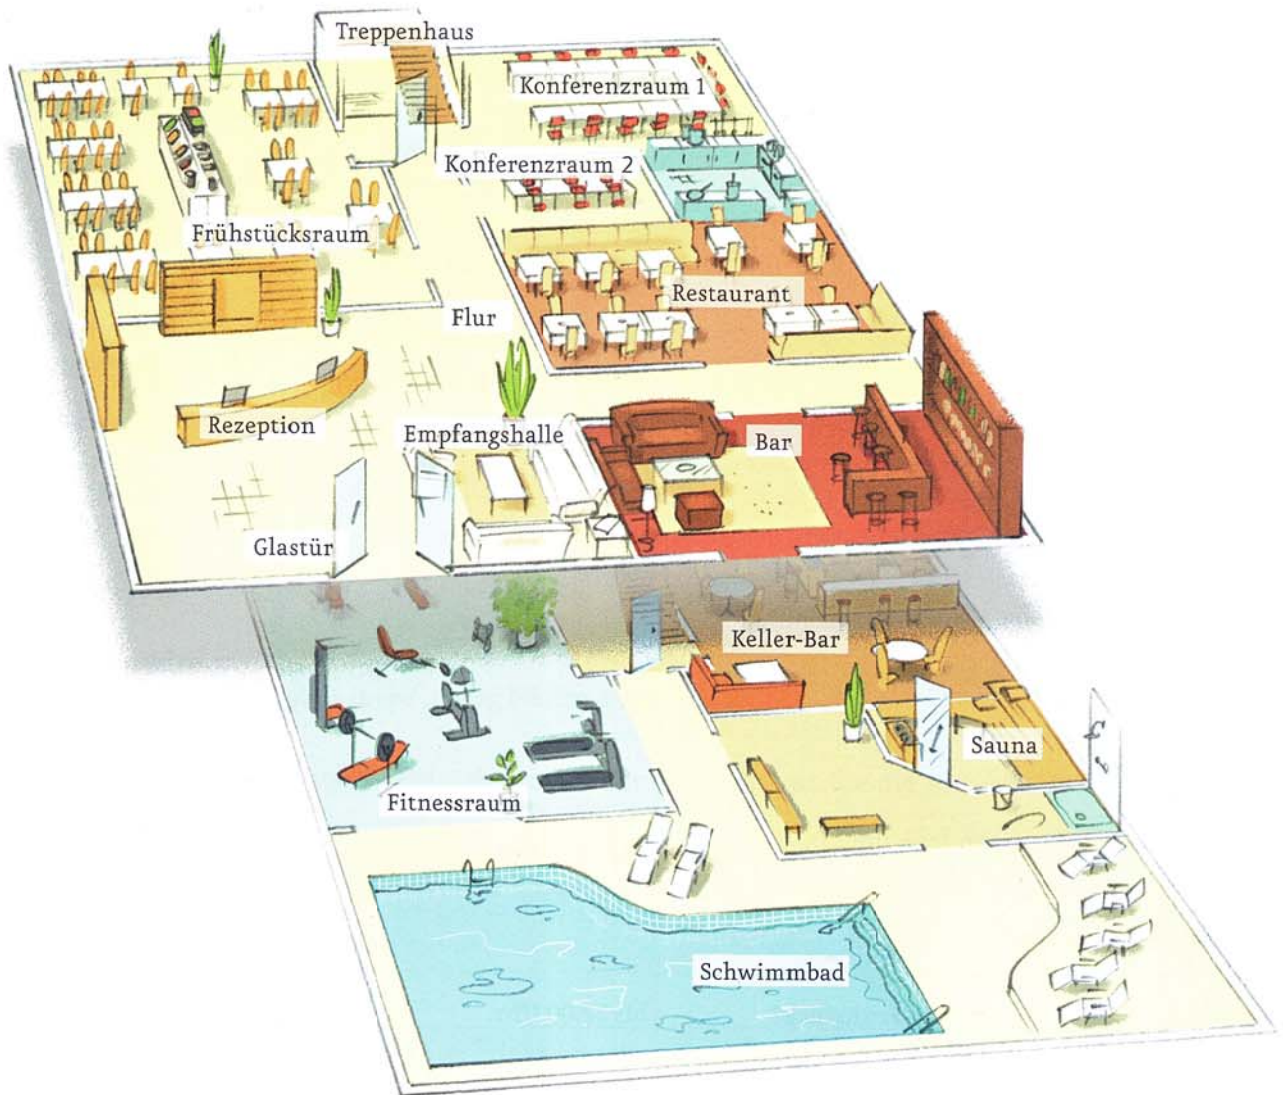 Treppenhaus
Konferenzraum 1
Konferenzraum 2
Frühstücksraum
Restaurant
Flur
Rezeption
Empfangshalle
Bar
Glastür
Keller-Bar
Sauna
Fitnessraum
Schwimmbad